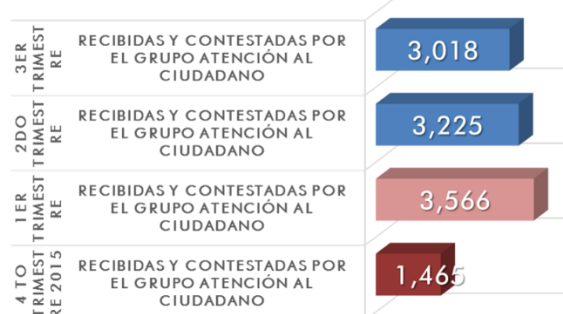 3ER
TRIMEST
RE
RECIBIDAS Y CONTESTADAS POR
EL GRUPO ATENCIÓN AL
CIUDADANO
3,018
2DO
TRIMEST
RE
RECIBIDAS Y CONTESTADAS POR
EL GRUPO ATENCIÓN AL
CIUDADANO
3,225
1ER
TRIMEST
RE
RECIBIDAS Y CONTESTADAS POR
EL GRUPO ATENCIÓN AL
CIUDADANO
3,566
4TO
TRIMEST
RE 2015
RECIBIDAS Y CONTESTADAS POR
EL GRUPO ATENCIÓN AL
CIUDADANO
1,465